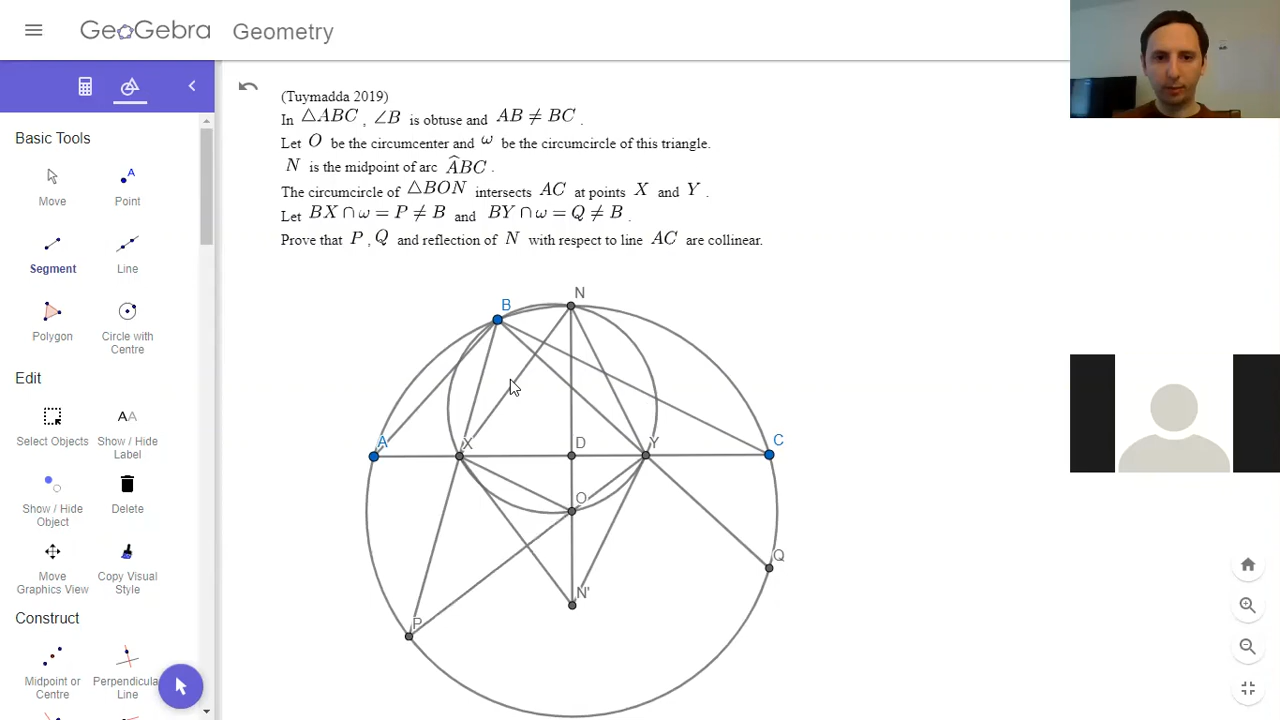 GeoGebra Geometry
Basic Tools
Move
Point
Segment
Line
Polygon
Circle with Centre
Edit
Select Objects
Show / Hide Label
Show / Hide Object
Delete
Move Graphics View
Copy Visual Style
Construct
Midpoint or Centre
Perpendicular Line
(Tuymadda 2019)
In △ABC , ∠B is obtuse and AB ≠ BC .
Let O be the circumcenter and ω be the circumcircle of this triangle.
N is the midpoint of arc A͡BC .
The circumcircle of △BON intersects AC at points X and Y .
Let BX ∩ ω = P ≠ B and BY ∩ ω = Q ≠ B .
Prove that P , Q and reflection of N with respect to line AC are collinear.
N
B
A
X
D
Y
C
O
Q
N'
P
AA
A